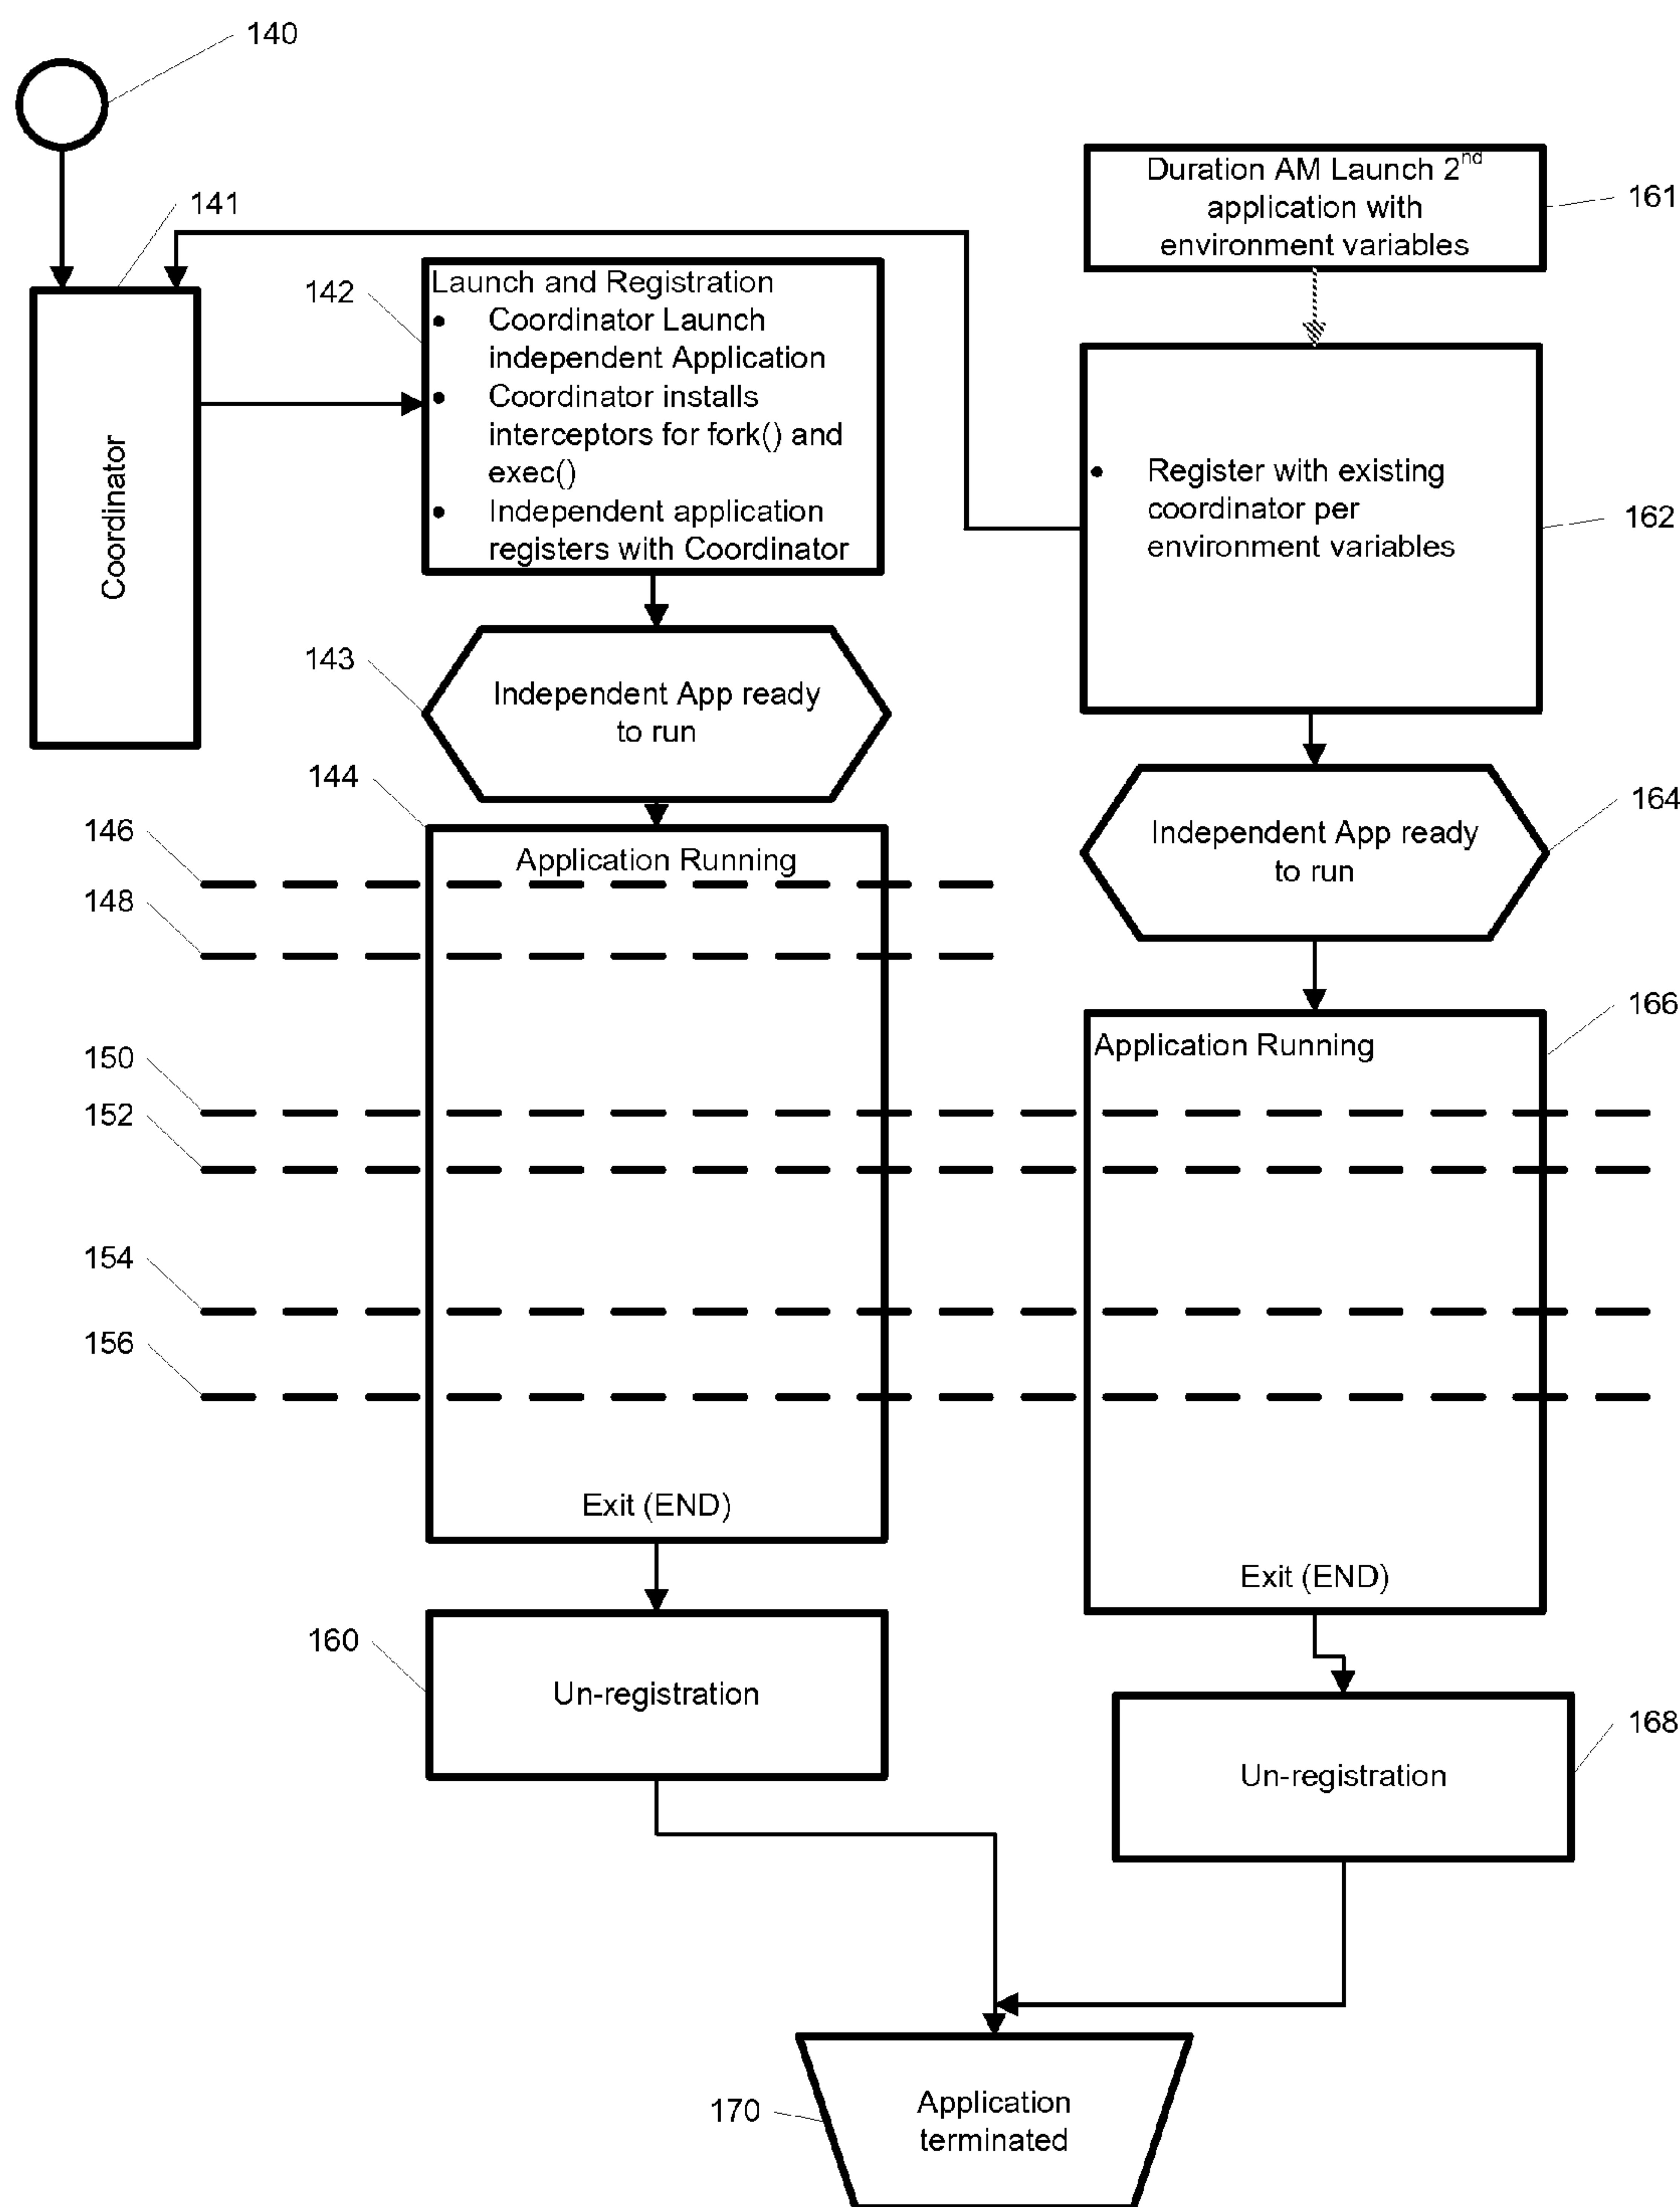 140
141
Coordinator
142
Launch and Registration
• Coordinator Launch
independent Application
• Coordinator installs
interceptors for fork() and
exec()
• Independent application
registers with Coordinator
Duration AM Launch 2nd
application with
environment variables
161
• Register with existing
coordinator per
environment variables
162
143
Independent App ready
to run
144
Application Running
146
148
150
152
154
156
Exit (END)
Independent App ready
to run
164
Application Running
166
Exit (END)
160
Un-registration
Un-registration
168
170
Application
terminated